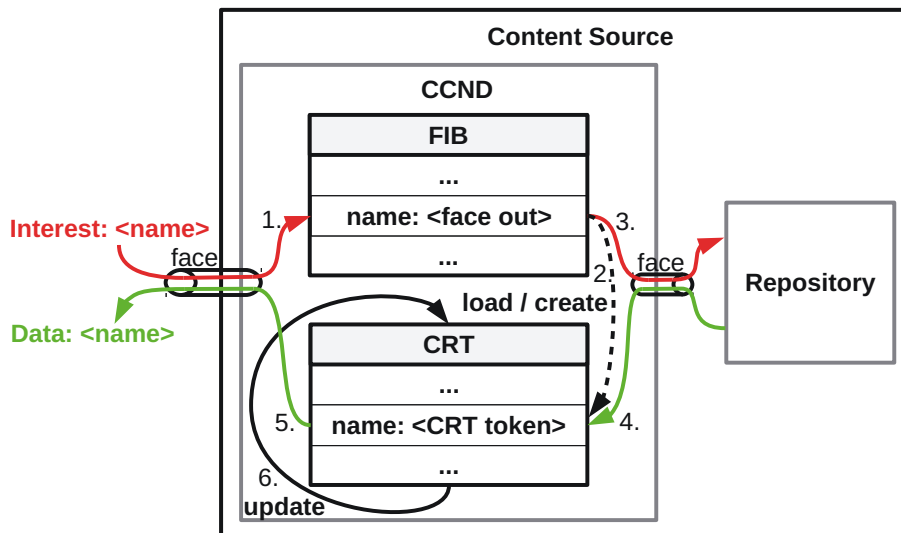 Content Source
CCND
FIB
...
1.
name: <face out>
3.
Interest: <name>
face
...
2.
face
Repository
load / create
Data: <name>
CRT
...
5.
name: <CRT token>
4.
6.
...
update